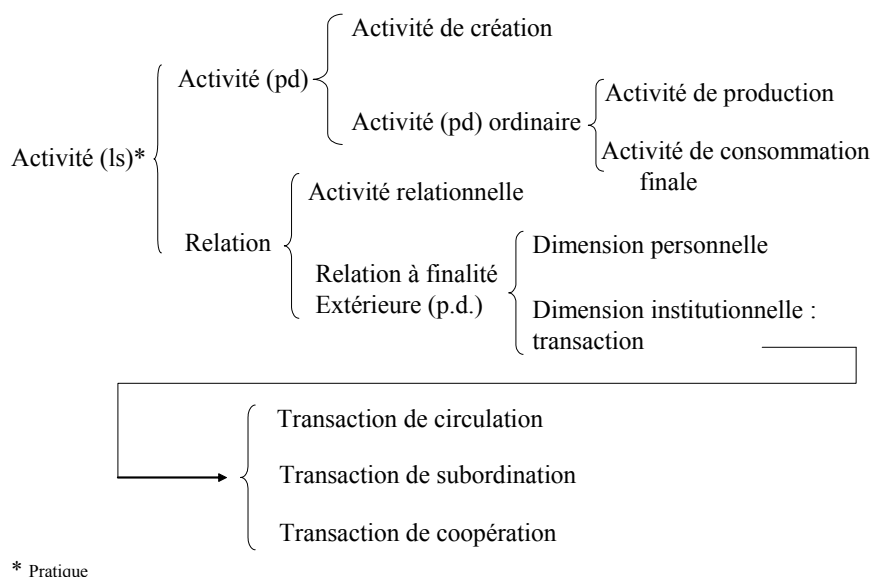 Activité de création
Activité (pd)
Activité de production
Activité (pd) ordinaire
Activité de consommation
finale
Activité (ls)*
Activité relationnelle
Relation
Dimension personnelle
Relation à finalité
Extérieure (p.d.)
Dimension institutionnelle :
transaction
Transaction de circulation
Transaction de subordination
Transaction de coopération
* Pratique